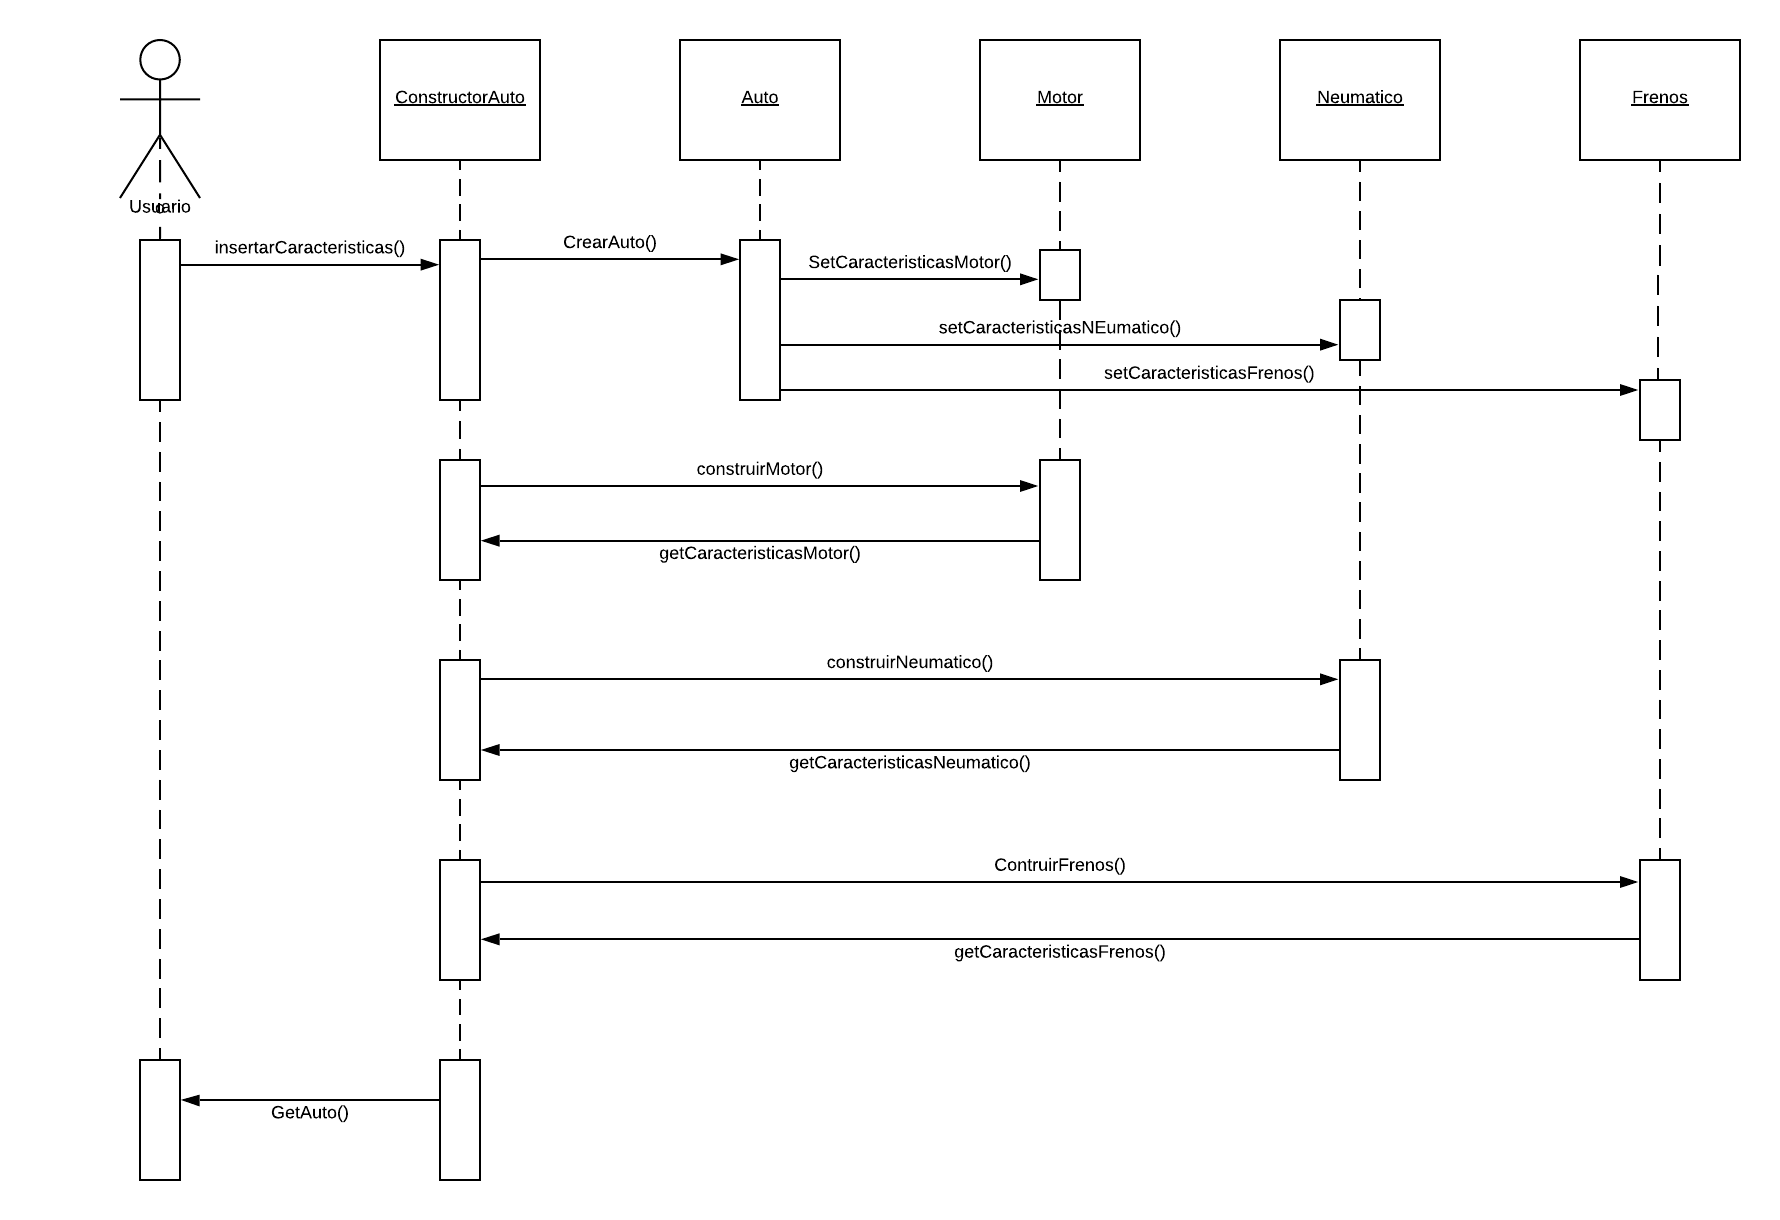 ConstructorAuto
Auto
Motor
Neumatico
Frenos
Usuario
insertarCaracteristicas()
CrearAuto()
SetCaracteristicasMotor()
setCaracteristicasNEumatico()
setCaracteristicasFrenos()
construirMotor()
getCaracteristicasMotor()
construirNeumatico()
getCaracteristicasNeumatico()
ContruirFrenos()
getCaracteristicasFrenos()
GetAuto()